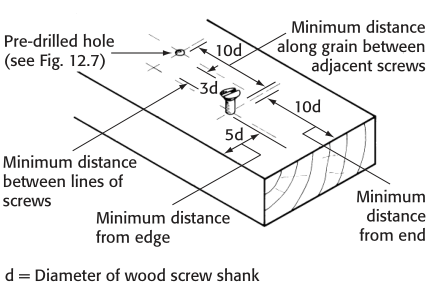 Pre-drilled hole
(see Fig. 12.7)
10d
Minimum distance
along grain between
adjacent screws
3d
10d
5d
Minimum distance
between lines of
screws
Minimum distance
from edge
Minimum
distance
from end
d = Diameter of wood screw shank